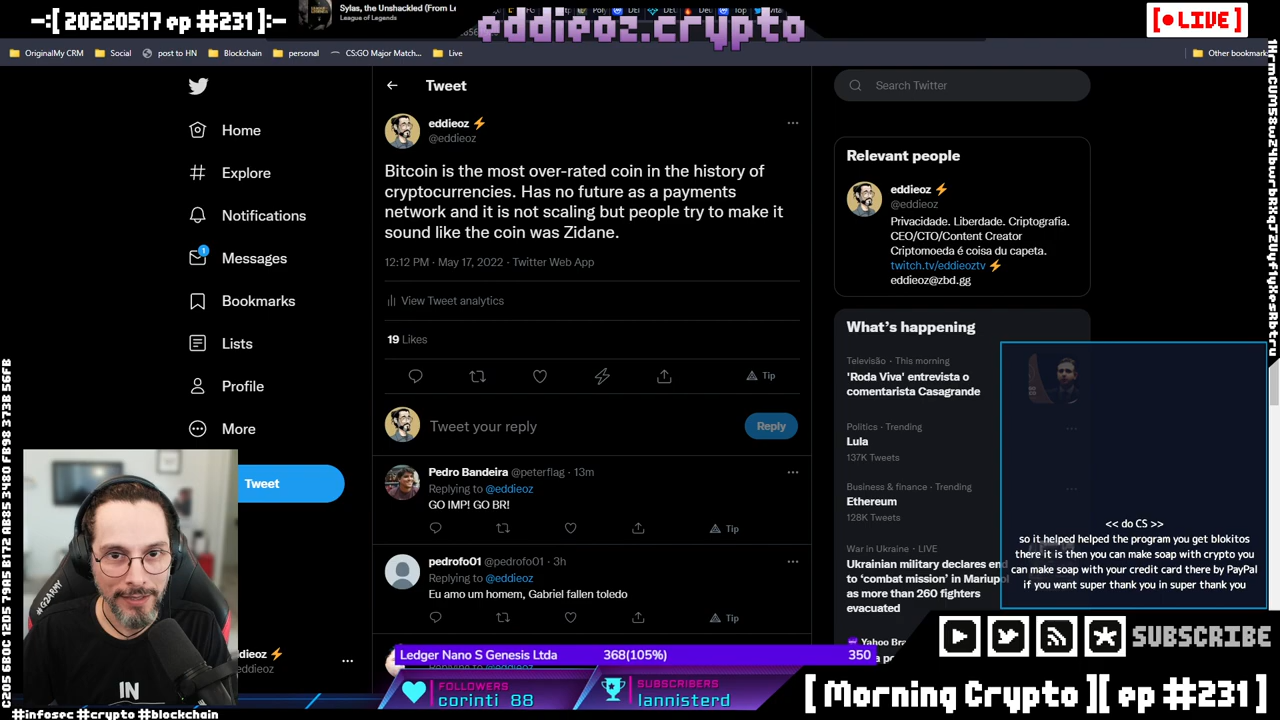 -:[ 20220517 ep #231 ]:-
Sylas, the Unshackled (From Le
League of Legends
eddieoz.crypto
[• LIVE ]
OriginalMy CRM
Social
post to HN
Blockchain
personal
CS:GO Major Match...
Live
Other bookmark
Home
Explore
Notifications
1
Messages
Bookmarks
Lists
Profile
More
Tweet
Tweet
eddieoz ⚡
@eddieoz
Bitcoin is the most over-rated coin in the history of
cryptocurrencies. Has no future as a payments
network and it is not scaling but people try to make it
sound like the coin was Zidane.
12:12 PM · May 17, 2022 · Twitter Web App
View Tweet analytics
19 Likes
Tip
Tweet your reply
Reply
Pedro Bandeira @peterflag · 13m
Replying to @eddieoz
GO IMP! GO BR!
Tip
pedrofo01 @pedrofo1 · 3h
Replying to @eddieoz
Eu amo um homem, Gabriel fallen toledo
Tip
Search Twitter
Relevant people
eddieoz ⚡
@eddieoz
Privacidade. Liberdade. Criptografia.
CEO/CTO/Content Creator
Criptomoeda é coisa du capeta.
twitch.tv/eddieoztv ⚡
eddieoz@zbd.gg
What's happening
Televisão · This morning
'Roda Viva' entrevista o
comentarista Casagrande
Politics · Trending
Lula
137K Tweets
Business & finance · Trending
Ethereum
128K Tweets
War in Ukraine · LIVE
Ukrainian military declares end
to 'combat mission' in Mariupol
as more than 260 fighters
evacuated
Yahoo Bra
<< do CS >>
so it helped helped the program you get blokitos
there it is then you can make soap with crypto you
can make soap with your credit card there by PayPal
if you want super thank you in super thank you
#G2ARMY
IN
dieoz ⚡
eddieoz
Ledger Nano S Genesis Ltda
368(105%)
350
FOLLOWERS
corinti 88
SUBSCRIBERS
lannisterd
SUBSCRIBE
[ Morning Crypto ][ ep #231 ]
#infosec #crypto #blockchain